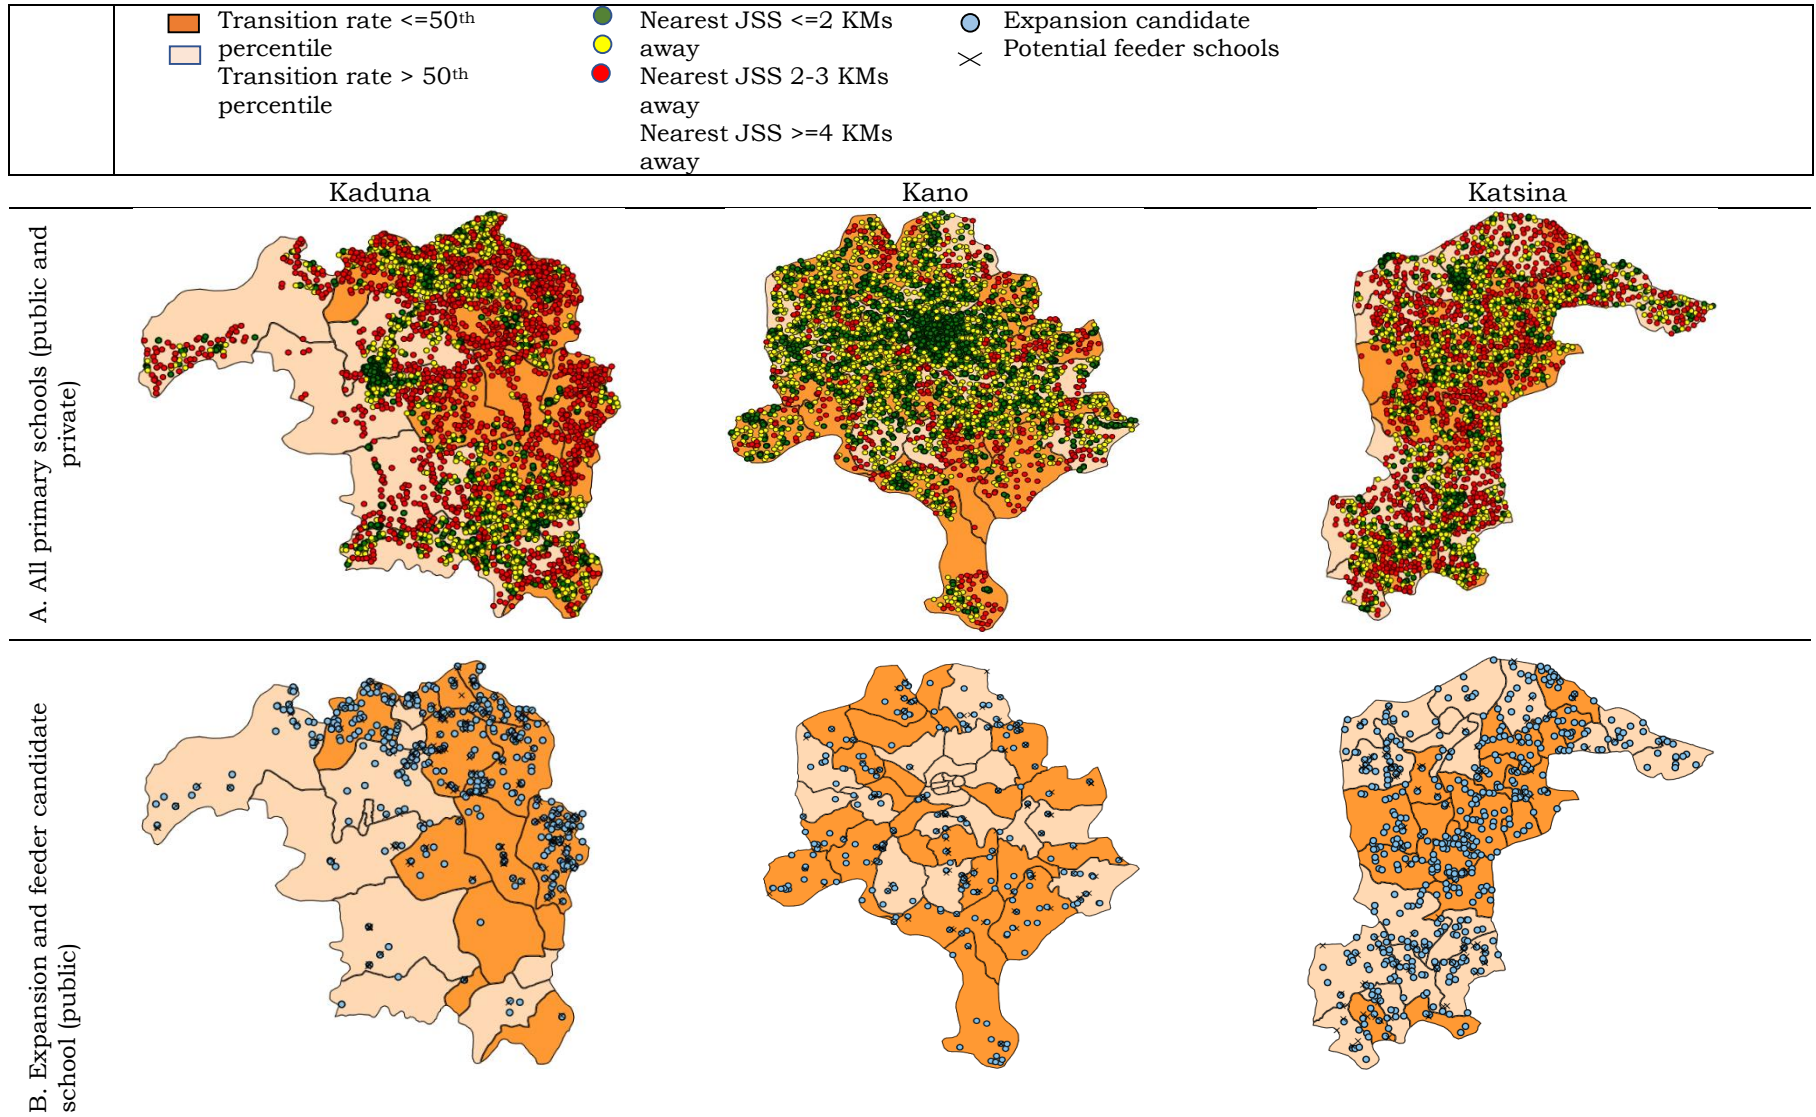 Transition rate <=50th
percentile
Transition rate > 50th
percentile
Nearest JSS <=2 KMs
away
Nearest JSS 2-3 KMs
away
Nearest JSS >=4 KMs
away
Expansion candidate
Potential feeder schools
Kaduna
Kano
Katsina
A. All primary schools (public and
private)
B. Expansion and feeder candidate
school (public)